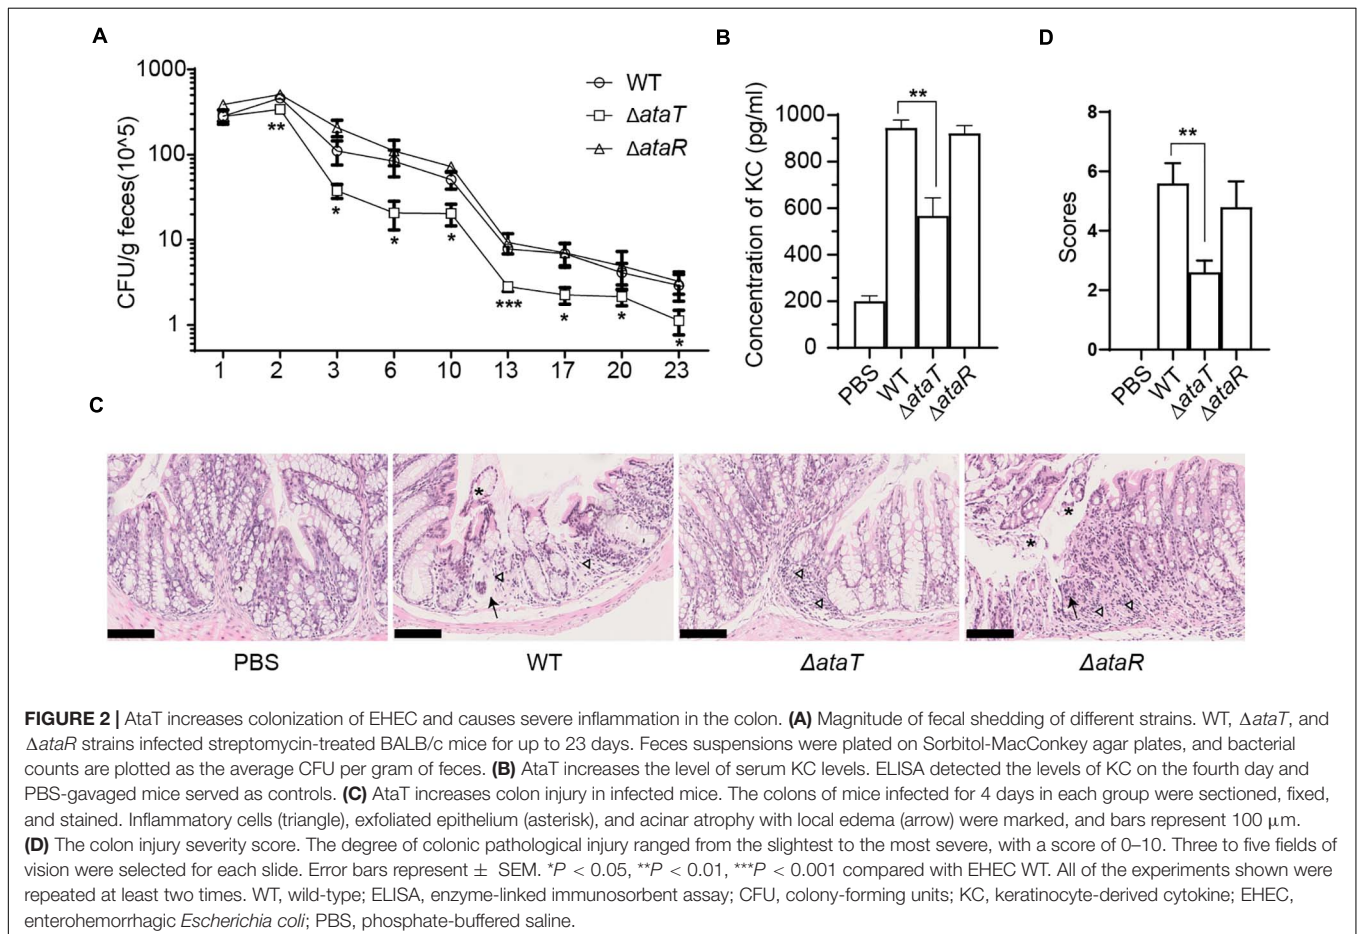 A
CFU/g feces(10^5)
1000
100
10
1
1 2 3 6 10 13 17 20 23
WT
ΔataT
ΔataR
**
*
*
*
***
*
*
*
B
Concentration of KC (pg/ml)
1000
800
600
400
200
0
**
PBS WT ΔataT ΔataR
D
Scores
8
6
4
2
0
**
PBS WT ΔataT ΔataR
C
*
*
*
PBS WT ΔataT ΔataR
FIGURE 2 | AtaT increases colonization of EHEC and causes severe inflammation in the colon. (A) Magnitude of fecal shedding of different strains. WT, ΔataT, and
ΔataR strains infected streptomycin-treated BALB/c mice for up to 23 days. Feces suspensions were plated on Sorbitol-MacConkey agar plates, and bacterial
counts are plotted as the average CFU per gram of feces. (B) AtaT increases the level of serum KC levels. ELISA detected the levels of KC on the fourth day and
PBS-gavaged mice served as controls. (C) AtaT increases colon injury in infected mice. The colons of mice infected for 4 days in each group were sectioned, fixed,
and stained. Inflammatory cells (triangle), exfoliated epithelium (asterisk), and acinar atrophy with local edema (arrow) were marked, and bars represent 100 μm.
(D) The colon injury severity score. The degree of colonic pathological injury ranged from the slightest to the most severe, with a score of 0–10. Three to five fields of
vision were selected for each slide. Error bars represent ± SEM. *P < 0.05, **P < 0.01, ***P < 0.001 compared with EHEC WT. All of the experiments shown were
repeated at least two times. WT, wild-type; ELISA, enzyme-linked immunosorbent assay; CFU, colony-forming units; KC, keratinocyte-derived cytokine; EHEC,
enterohemorrhagic Escherichia coli; PBS, phosphate-buffered saline.